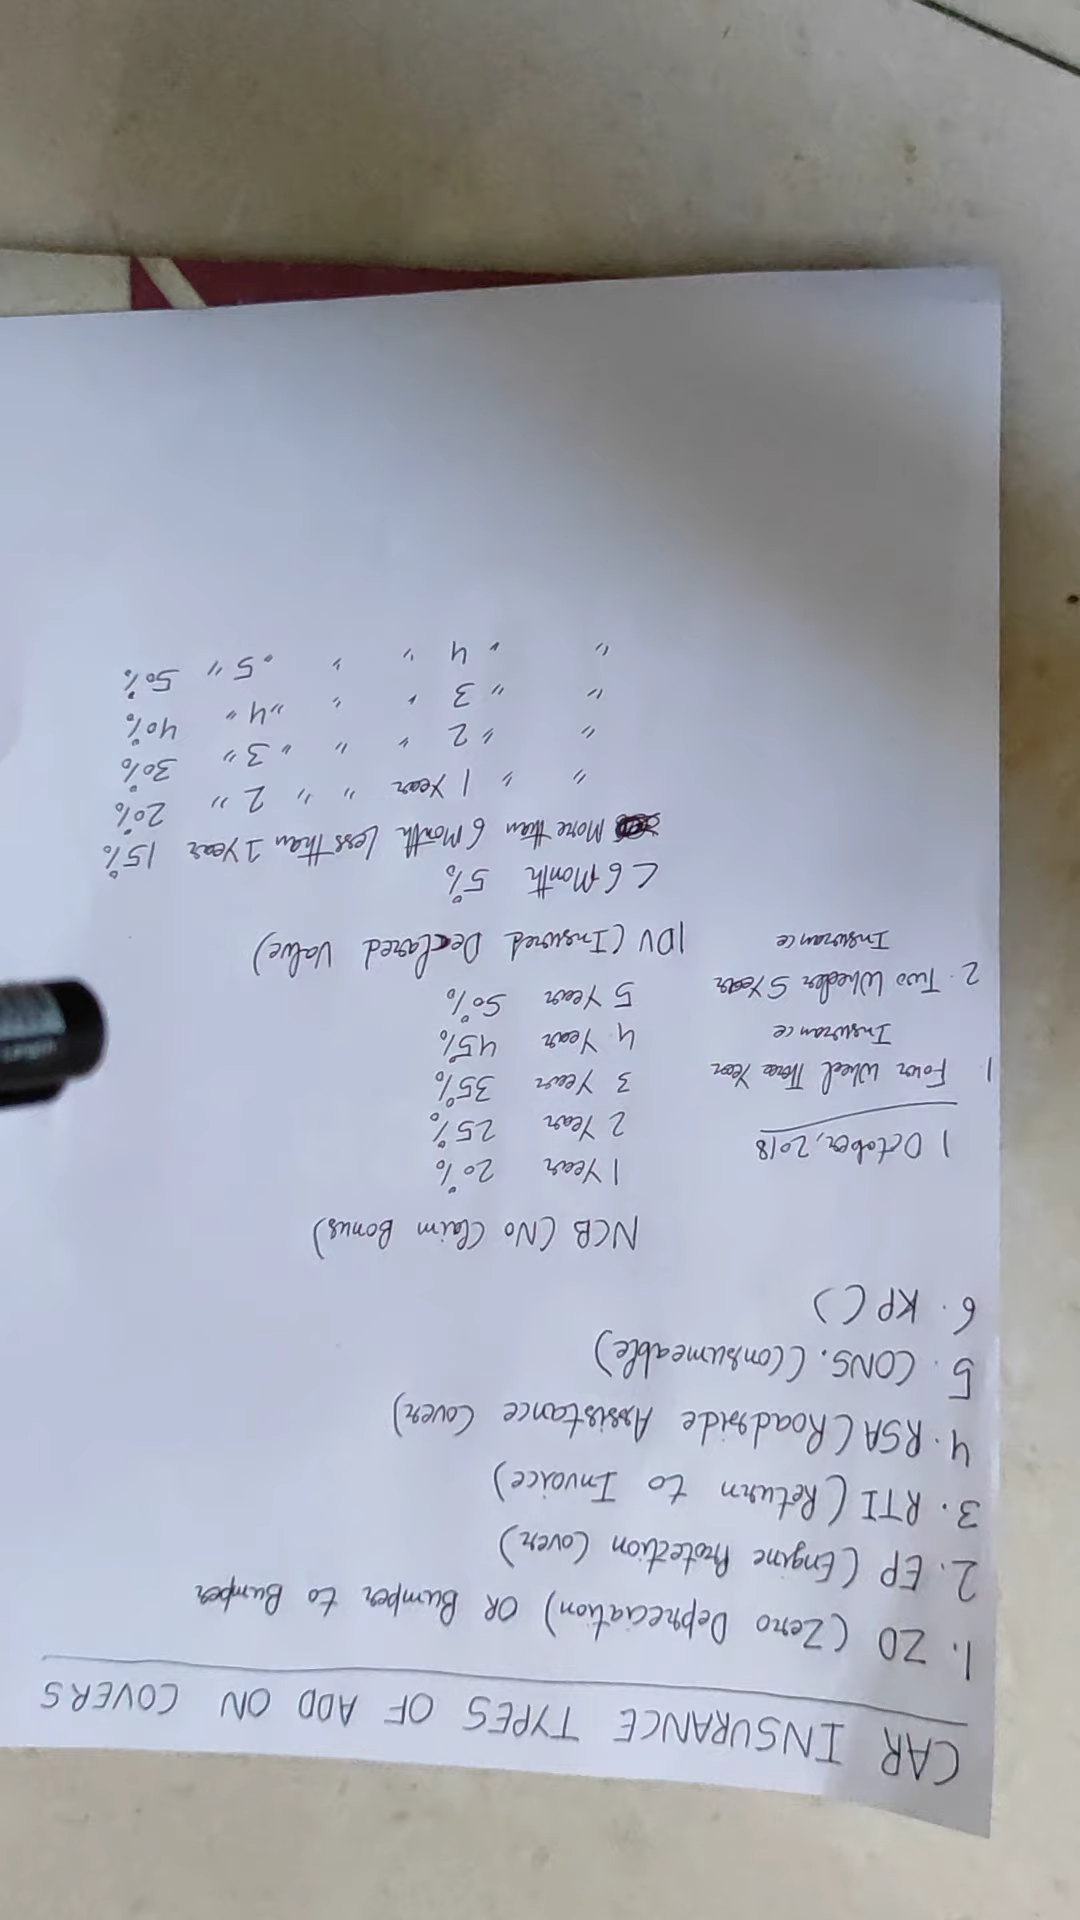 CAR INSURANCE TYPES OF ADD ON COVERS
1. ZD (Zero Depreciation) OR Bumper to Bumper
2. EP (Engine Protection Cover)
3. RTI (Return to Invoice)
4. RSA (Roadside Assistance Cover)
5. CONS. (Consumeable)
6. KP ( )
NCB (No Claim Bonus)
1 Year 20%
2 Year 25%
3 Year 35%
4 Year 45%
5 Year 50%
1 October, 2018
1. Four Wheel Three Year
Insurance
2. Two Wheeler 5 Year
Insurance
IDV (Insured Declared Value)
< 6 Month 5%
More than 6 Month Less than 1 Year 15%
" " 1 Year " " 2 " 20%
" " 2 " " " 3 " 30%
" " 3 " " " 4 " 40%
" " 4 " " " 5 " 50%